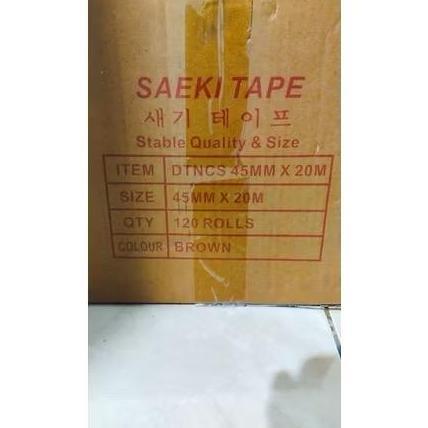 SAEKI TAPE
새기 테이프
Stable Quality & Size
ITEM DTNCS 45MM X 20M
SIZE 45MM X 20M
QTY 120 ROLLS
COLOUR BROWN